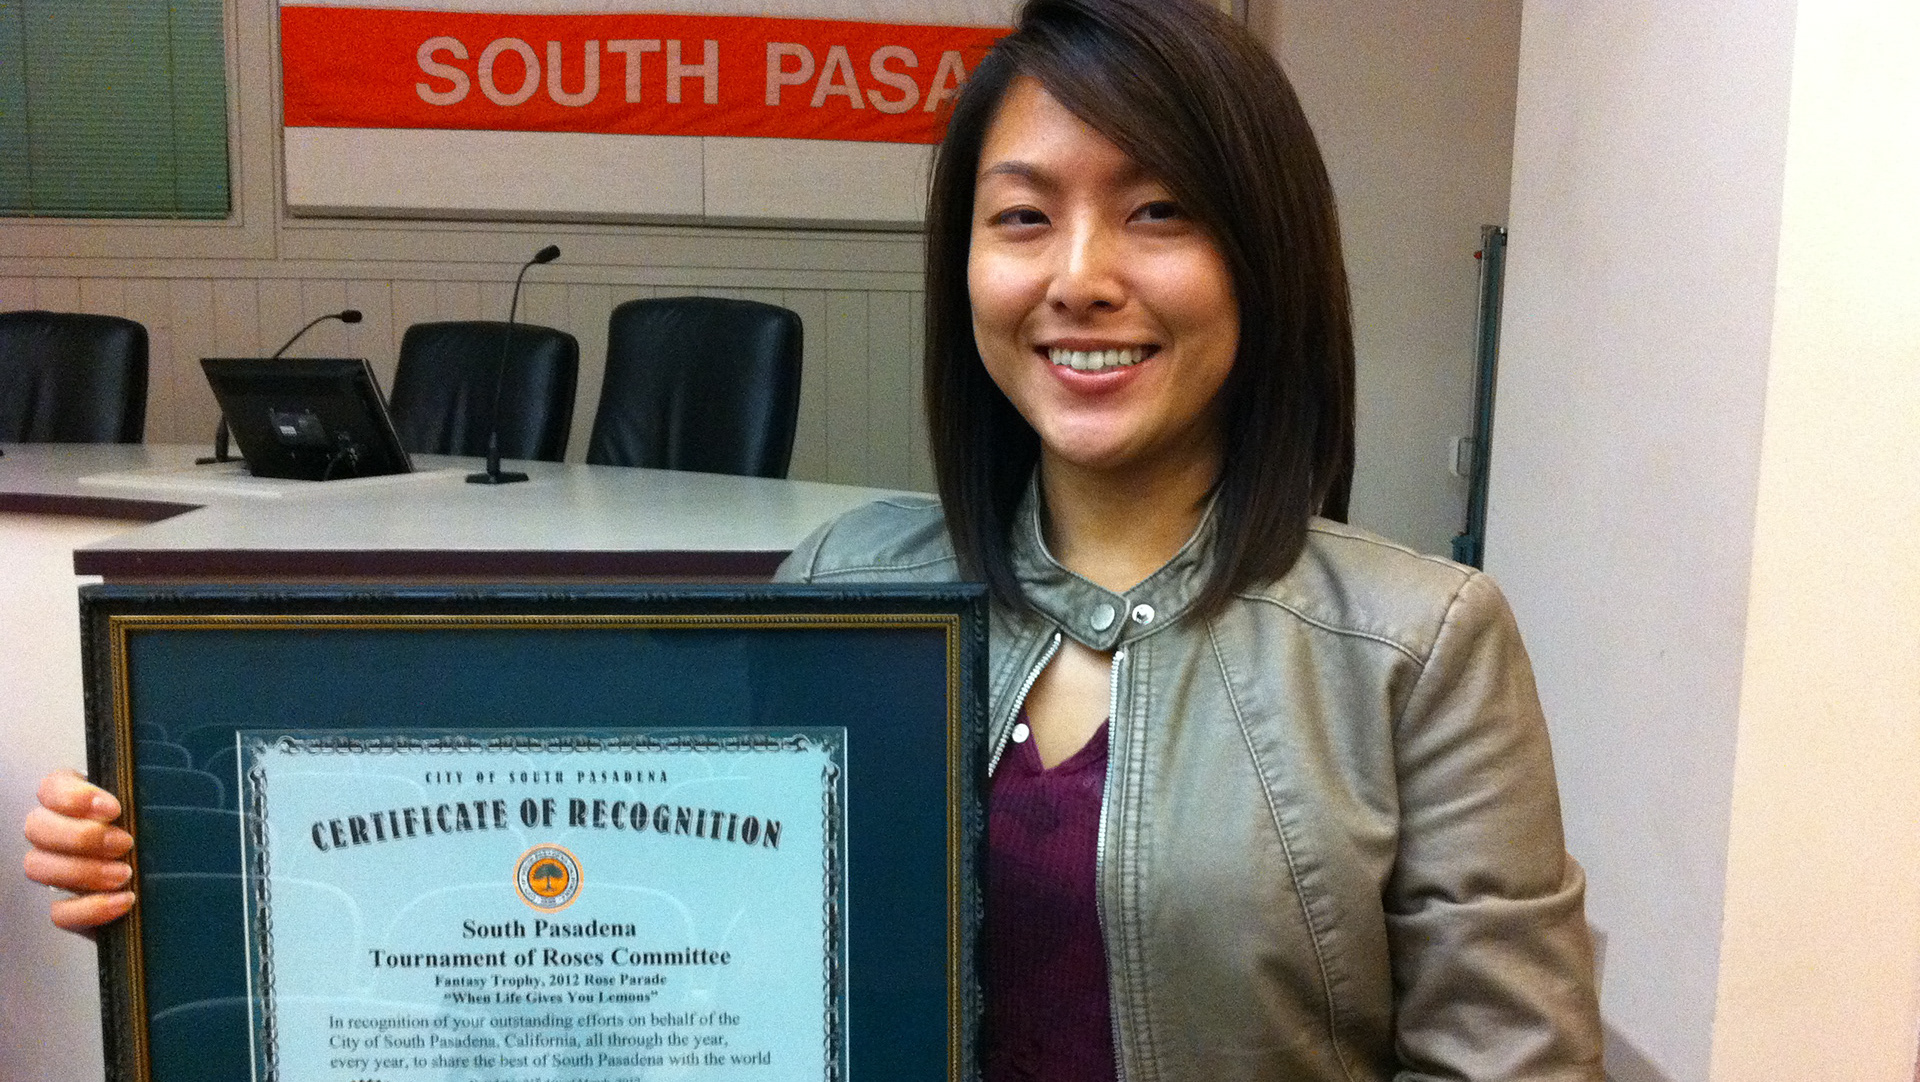 SOUTH PASA
CITY OF SOUTH PASADENA
CERTIFICATE OF RECOGNITION
South Pasadena
Tournament of Roses Committee
Fantasy Trophy, 2012 Rose Parade
"When Life Gives You Lemons"
In recognition of your outstanding efforts on behalf of the
City of South Pasadena, California, all through the year,
every year, to share the best of South Pasadena with the world